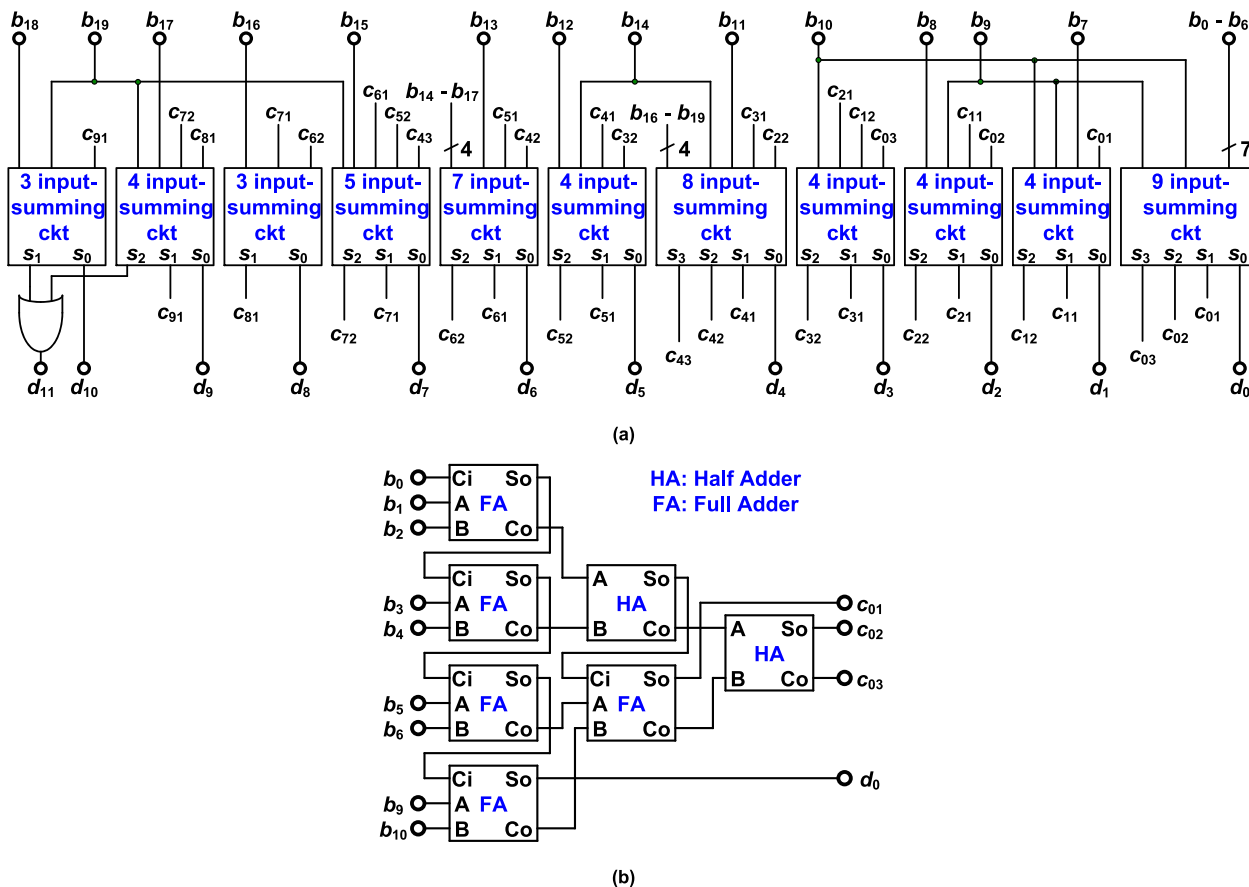 b18 b19 b17 b16 b15 b13 b12 b14 b11 b10 b8 b9 b7 b0 - b6
c91 c72 c81 c71 c62 c61 c52 c43 b14 - b17 4 c51 c42 c41 c32 b16 - b19 4 c31 c22 c21 c12 c03 c11 c02 c01 7
3 input-summing ckt S1 S0
4 input-summing ckt S2 S1 S0
3 input-summing ckt S1 S0
5 input-summing ckt S2 S1 S0
7 input-summing ckt S2 S1 S0
4 input-summing ckt S2 S1 S0
8 input-summing ckt S3 S2 S1 S0
4 input-summing ckt S2 S1 S0
4 input-summing ckt S2 S1 S0
4 input-summing ckt S2 S1 S0
9 input-summing ckt S3 S2 S1 S0
c91 c81 c72 c71 c62 c61 c52 c51 c43 c42 c41 c32 c31 c22 c21 c12 c11 c03 c02 c01
d11 d10 d9 d8 d7 d6 d5 d4 d3 d2 d1 d0
(a)
HA: Half Adder
FA: Full Adder
b0 Ci So
b1 A FA
b2 B Co
Ci So
b3 A FA
b4 B Co
A So
HA
B Co
c01
c02
c03
A So
HA
B Co
Ci So
b5 A FA
b6 B Co
Ci So
A FA
B Co
Ci So
b9 A FA
b10 B Co
d0
(b)